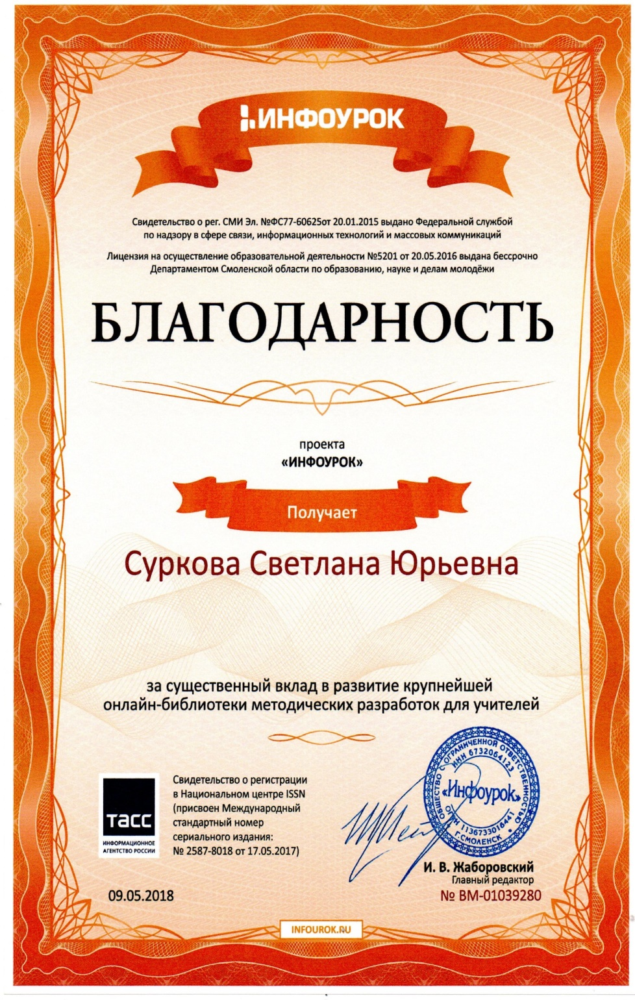 ИНФОУРОК
Свидетельство о рег. СМИ Эл. №ФС77-60625от 20.01.2015 выдано Федеральной службой
по надзору в сфере связи, информационных технологий и массовых коммуникаций
Лицензия на осуществление образовательной деятельности №5201 от 20.05.2016 выдана бессрочно
Департаментом Смоленской области по образованию, науке и делам молодёжи
БЛАГОДАРНОСТЬ
проекта
«ИНФОУРОК»
Получает
Суркова Светлана Юрьевна
за существенный вклад в развитие крупнейшей
онлайн-библиотеки методических разработок для учителей
ТАСС
ИНФОРМАЦИОННОЕ
АГЕНТСТВО РОССИИ
Свидетельство о регистрации
в Национальном центре ISSN
(присвоен Международный
стандартный номер
сериального издания:
№ 2587-8018 от 17.05.2017)
ОБЩЕСТВО С ОГРАНИЧЕННОЙ ОТВЕТСТВЕННОСТЬЮ
ИНН 6732064123
«Инфоурок»
ОГРН 1136733016441
Г.СМОЛЕНСК
И. В. Жаборовский
Главный редактор
09.05.2018
№ ВМ-01039280
INFOUROK.RU